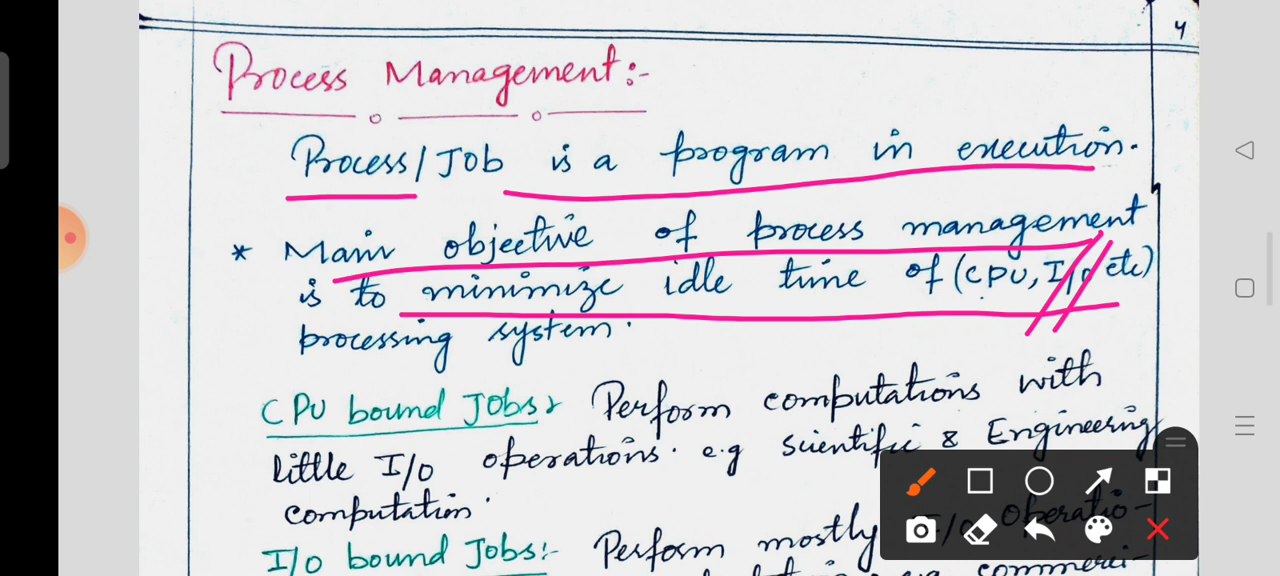 4
Process Management:-
Process/Job is a program in execution.
* Main objective of process management
is to minimize idle time of (CPU, I/O etc)
processing system.
CPU bound Jobs:- Perform computations with
little I/O operations. e.g scientific & Engineering
computation.
I/O bound Jobs:- Perform mostly I/O operatio-
commerci-